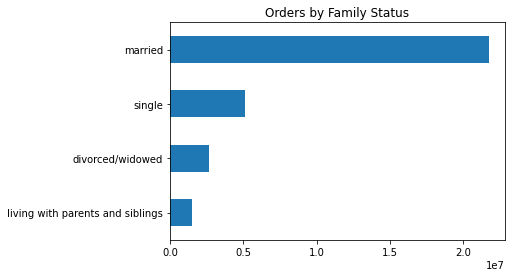 Orders by Family Status
married
single
divorced/widowed
living with parents and siblings
0.0 0.5 1.0 1.5 2.0
1e7